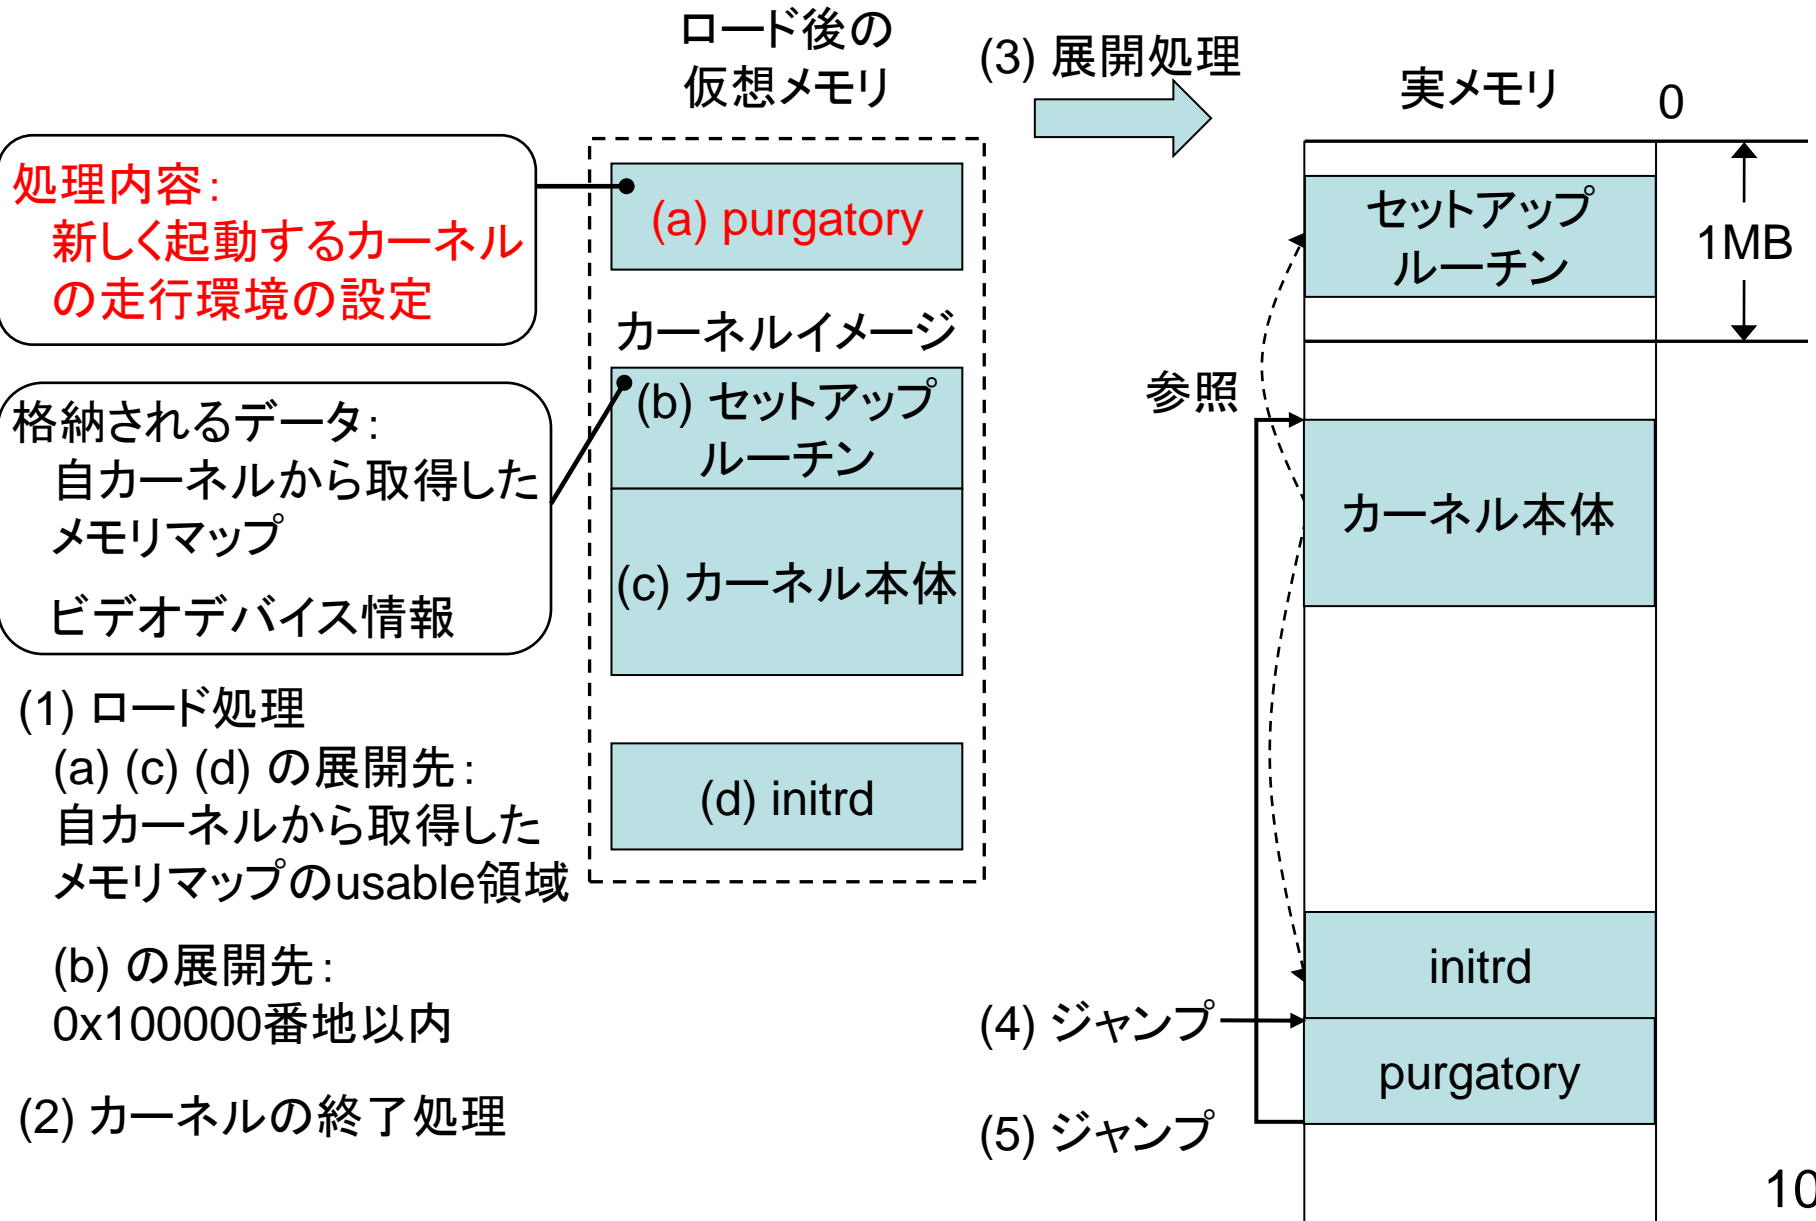 ロード後の
仮想メモリ
(3) 展開処理
実メモリ
0
処理内容：
新しく起動するカーネル
の走行環境の設定
(a) purgatory
セットアップ
ルーチン
1MB
カーネルイメージ
参照
格納されるデータ：
自カーネルから取得した
メモリマップ
ビデオデバイス情報
(b) セットアップ
ルーチン
(c) カーネル本体
カーネル本体
(1) ロード処理
(a) (c) (d) の展開先：
自カーネルから取得した
メモリマップのusable領域
(d) initrd
(b) の展開先：
0x100000番地以内
initrd
(4) ジャンプ
purgatory
(2) カーネルの終了処理
(5) ジャンプ
10